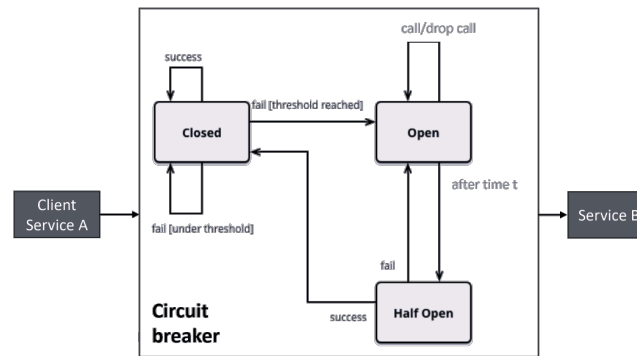 call/drop call
success
fail [threshold reached]
Closed
Open
Client
Service A
after time t
Service B
fail [under threshold]
fail
Circuit
breaker
success
Half Open